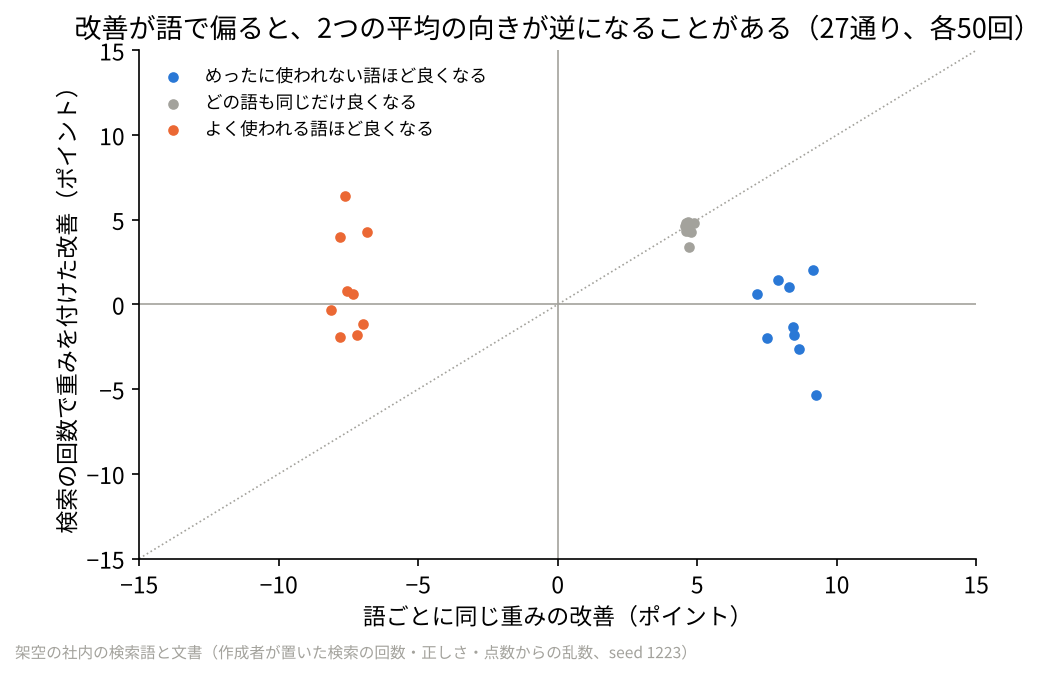 改善が語で偏ると、2つの平均の向きが逆になることがある（27通り、各50回）
めったに使われない語ほど良くなる
どの語も同じだけ良くなる
よく使われる語ほど良くなる
検索の回数で重みを付けた改善（ポイント）
15
10
5
0
−5
−10
−15
−15
−10
−5
0
5
10
15
語ごとに同じ重みの改善（ポイント）
架空の社内の検索語と文書（作成者が置いた検索の回数・正しさ・点数からの乱数、seed 1223）